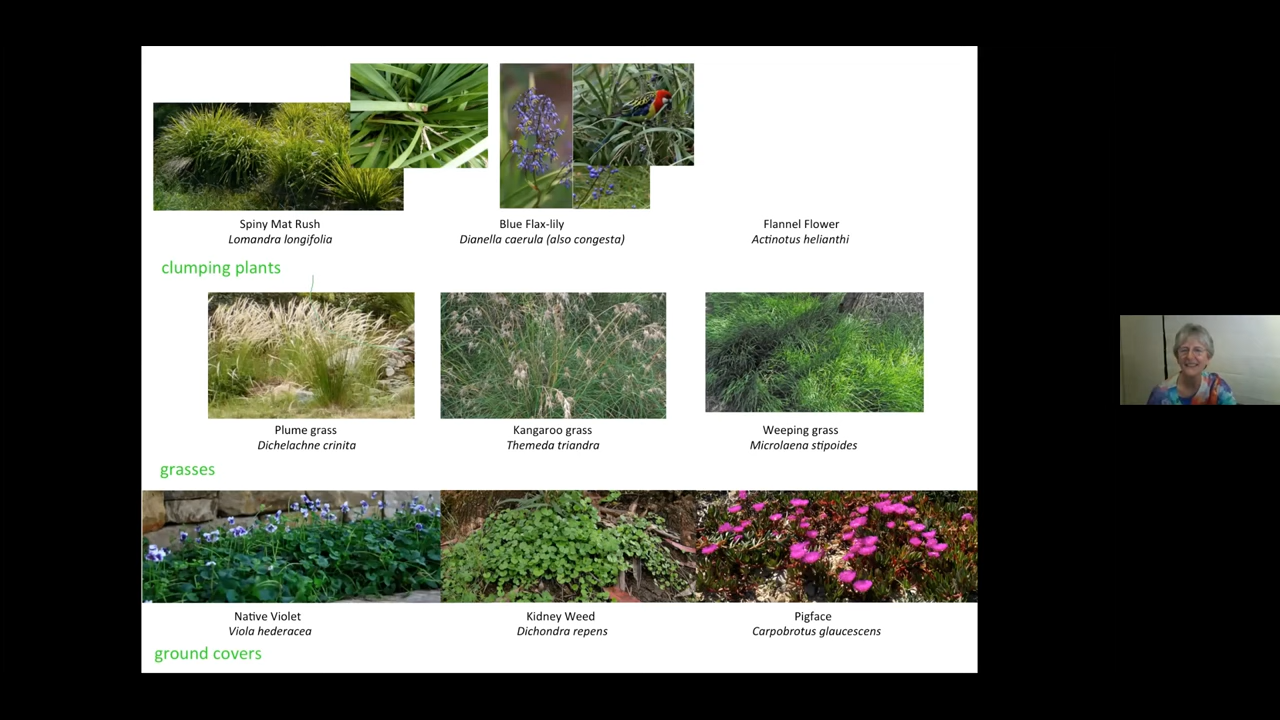 Spiny Mat Rush
Lomandra longifolia
Blue Flax-lily
Dianella caerula (also congesta)
Flannel Flower
Actinotus helianthi
clumping plants
Plume grass
Dichelachne crinita
Kangaroo grass
Themeda triandra
Weeping grass
Microlaena stipoides
grasses
Native Violet
Viola hederacea
Kidney Weed
Dichondra repens
Pigface
Carpobrotus glaucescens
ground covers